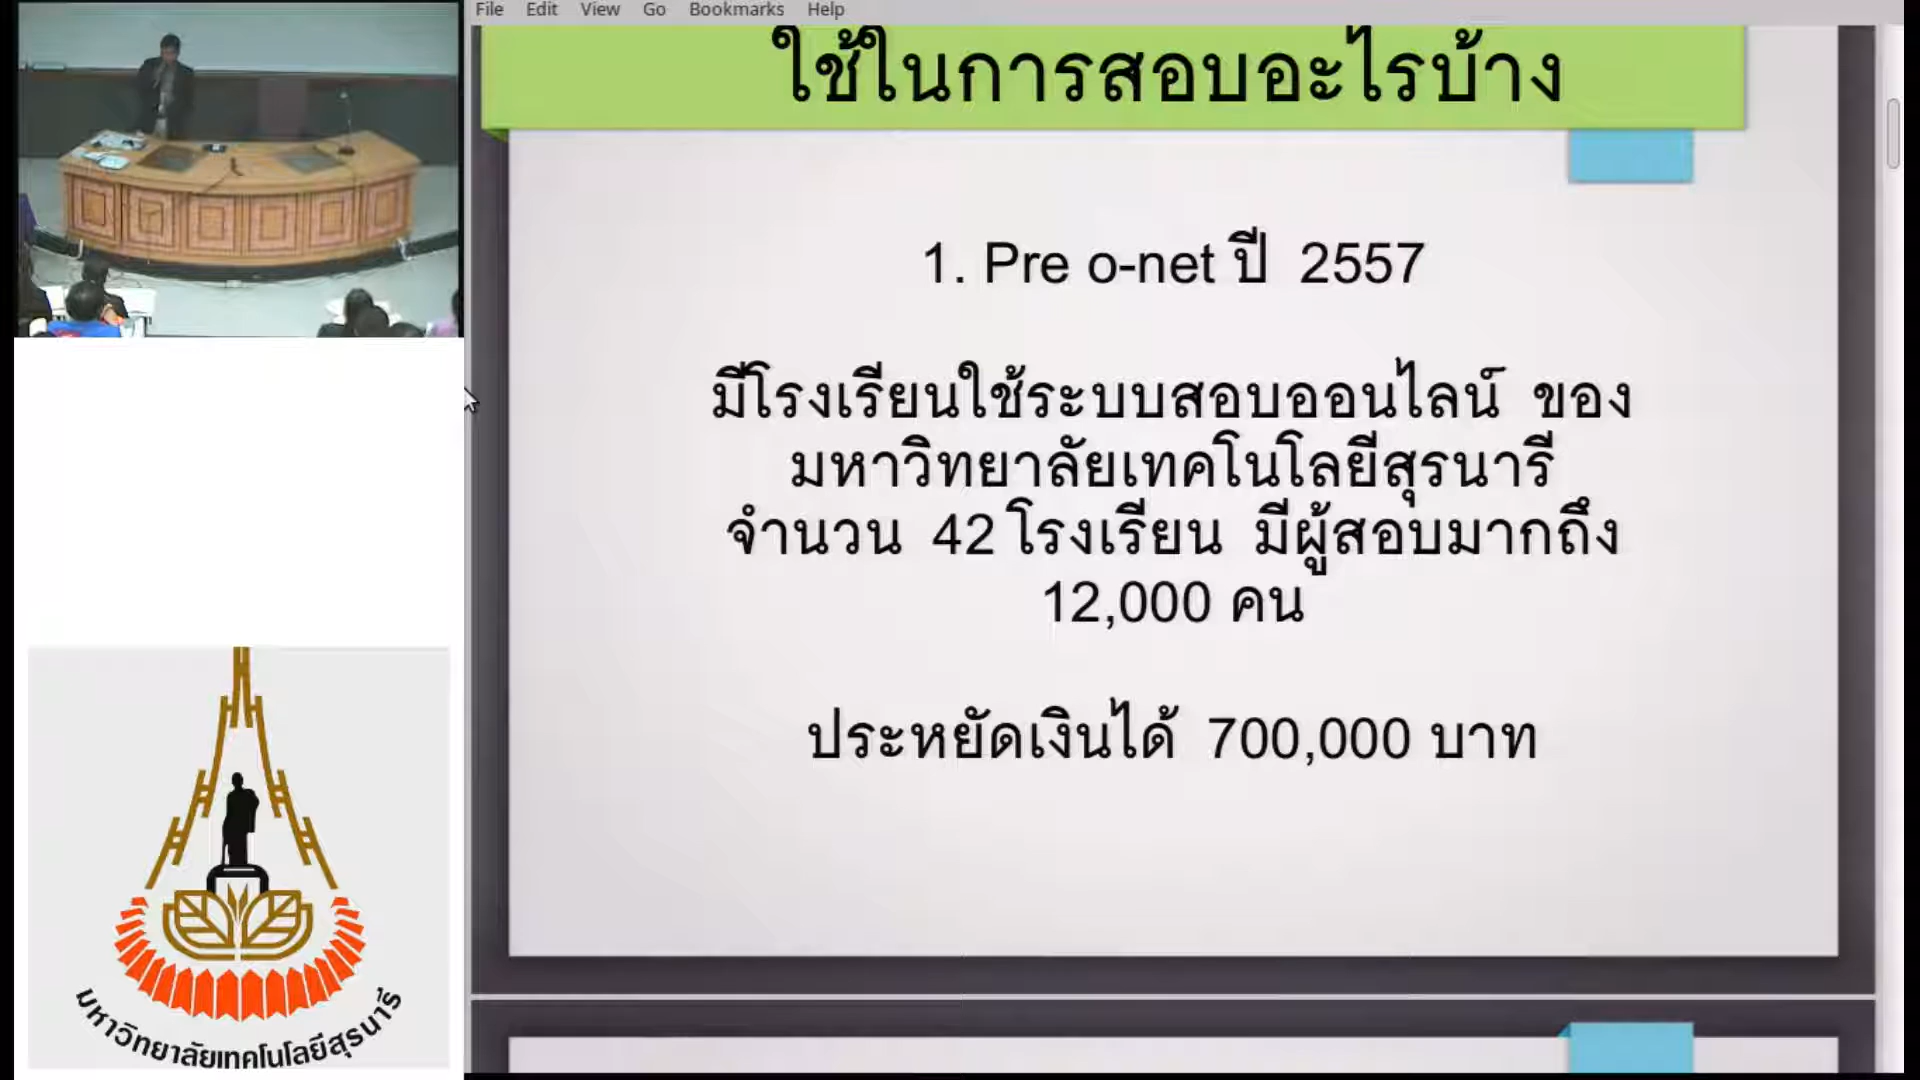 File Edit View Go Bookmarks Help
ใช้ในการสอบอะไรบ้าง
1. Pre o-net ปี 2557
มีโรงเรียนใช้ระบบสอบออนไลน์ ของ
มหาวิทยาลัยเทคโนโลยีสุรนารี
จำนวน 42 โรงเรียน มีผู้สอบมากถึง
12,000 คน
ประหยัดเงินได้ 700,000 บาท
มหาวิทยาลัยเทคโนโลยีสุรนารี